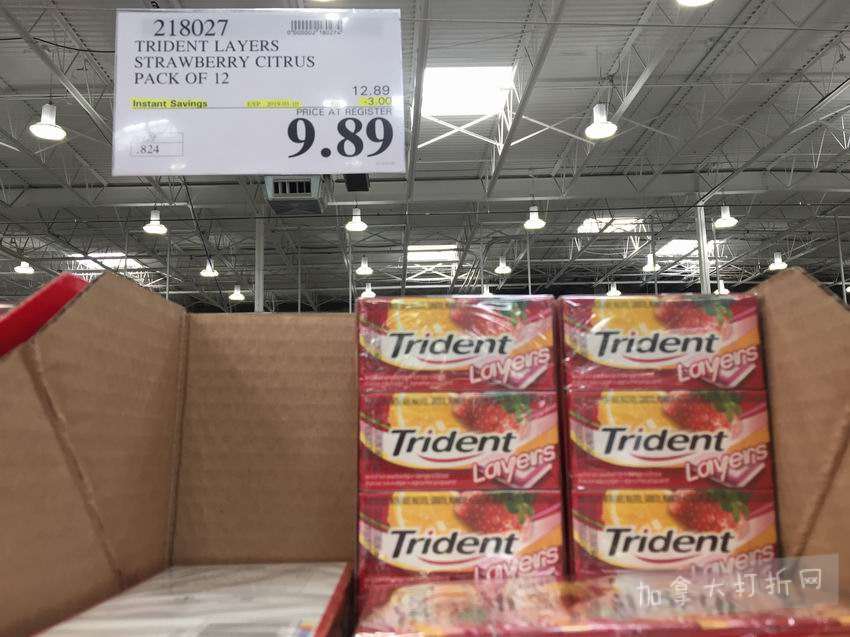 218027
TRIDENT LAYERS
STRAWBERRY CITRUS
PACK OF 12
12.89
Instant Savings
-3.00
PRICE AT REGISTER
9.89
.824
Trident
Layers
Trident
Layers
Trident
Layers
Trident
Layers
Trident
Layers
Trident
Layers
加拿大打折网